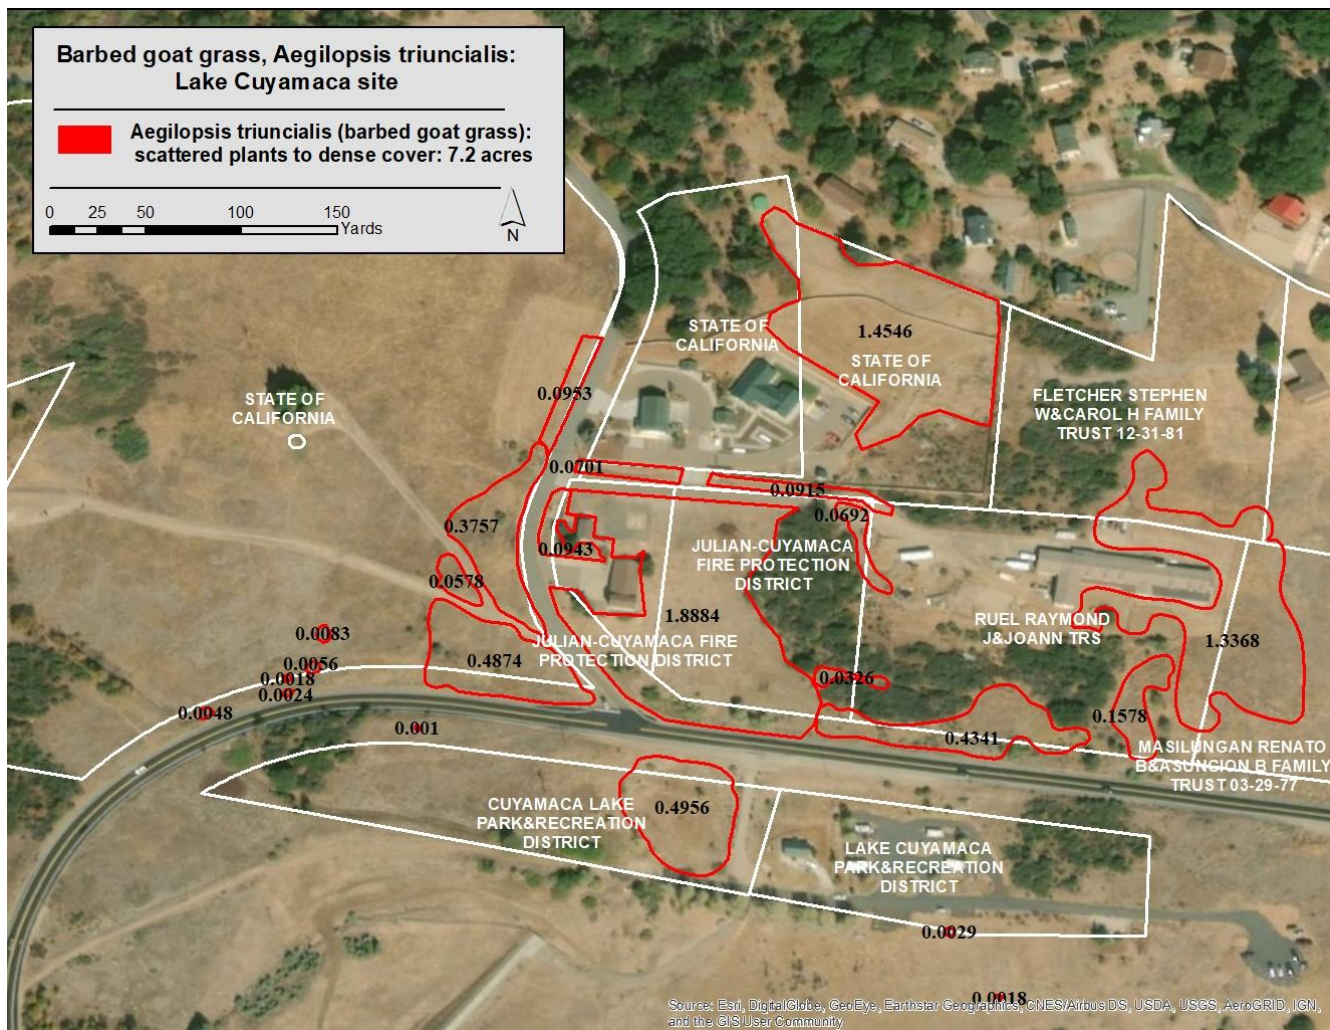 Barbed goat grass, Aegilopsis triuncialis:
Lake Cuyamaca site
Aegilopsis triuncialis (barbed goat grass):
scattered plants to dense cover: 7.2 acres
0 25 50 100 150
Yards
N
STATE OF
CALIFORNIA
1.4546
STATE OF
CALIFORNIA
STATE OF
CALIFORNIA
0.0953
FLETCHER STEPHEN
W&CAROL H FAMILY
TRUST 12-31-81
0.0701
0.0915
0.0692
0.3757
0.0943
JULIAN-CUYAMACA
FIRE PROTECTION
DISTRICT
0.0578
1.8884
RUEL RAYMOND
J&JOANN TRS
1.3368
0.0083
JULIAN-CUYAMACA FIRE
PROTECTION DISTRICT
0.4874
0.0056
0.0018
0.0024
0.0326
0.0048
0.001
0.1578
0.4341
MASILUNGAN RENATO
B&ASUNCION B FAMILY
TRUST 03-29-77
0.4956
CUYAMACA LAKE
PARK&RECREATION
DISTRICT
LAKE CUYAMACA
PARK&RECREATION
DISTRICT
0.0029
0.0018
Source: Esri, DigitalGlobe, GeoEye, Earthstar Geographics, CNES/Airbus DS, USDA, USGS, AeroGRID, IGN,
and the GIS User Community